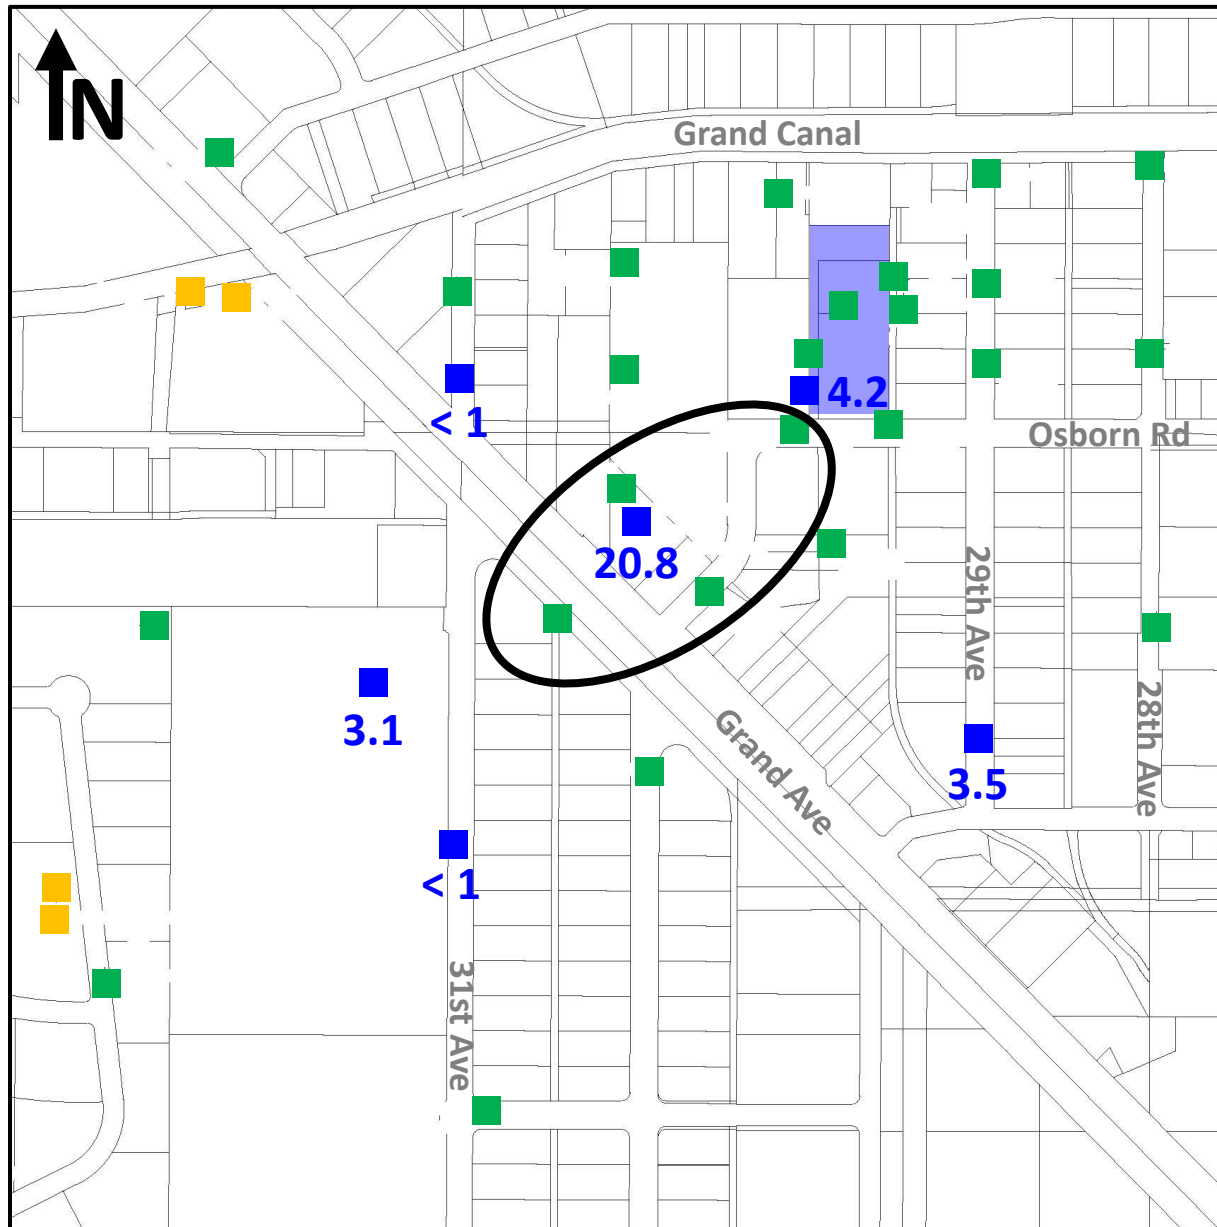 N
Grand Canal
< 1
4.2
Osborn Rd
20.8
29th Ave
3.1
28th Ave
Grand Ave
3.5
< 1
31st Ave